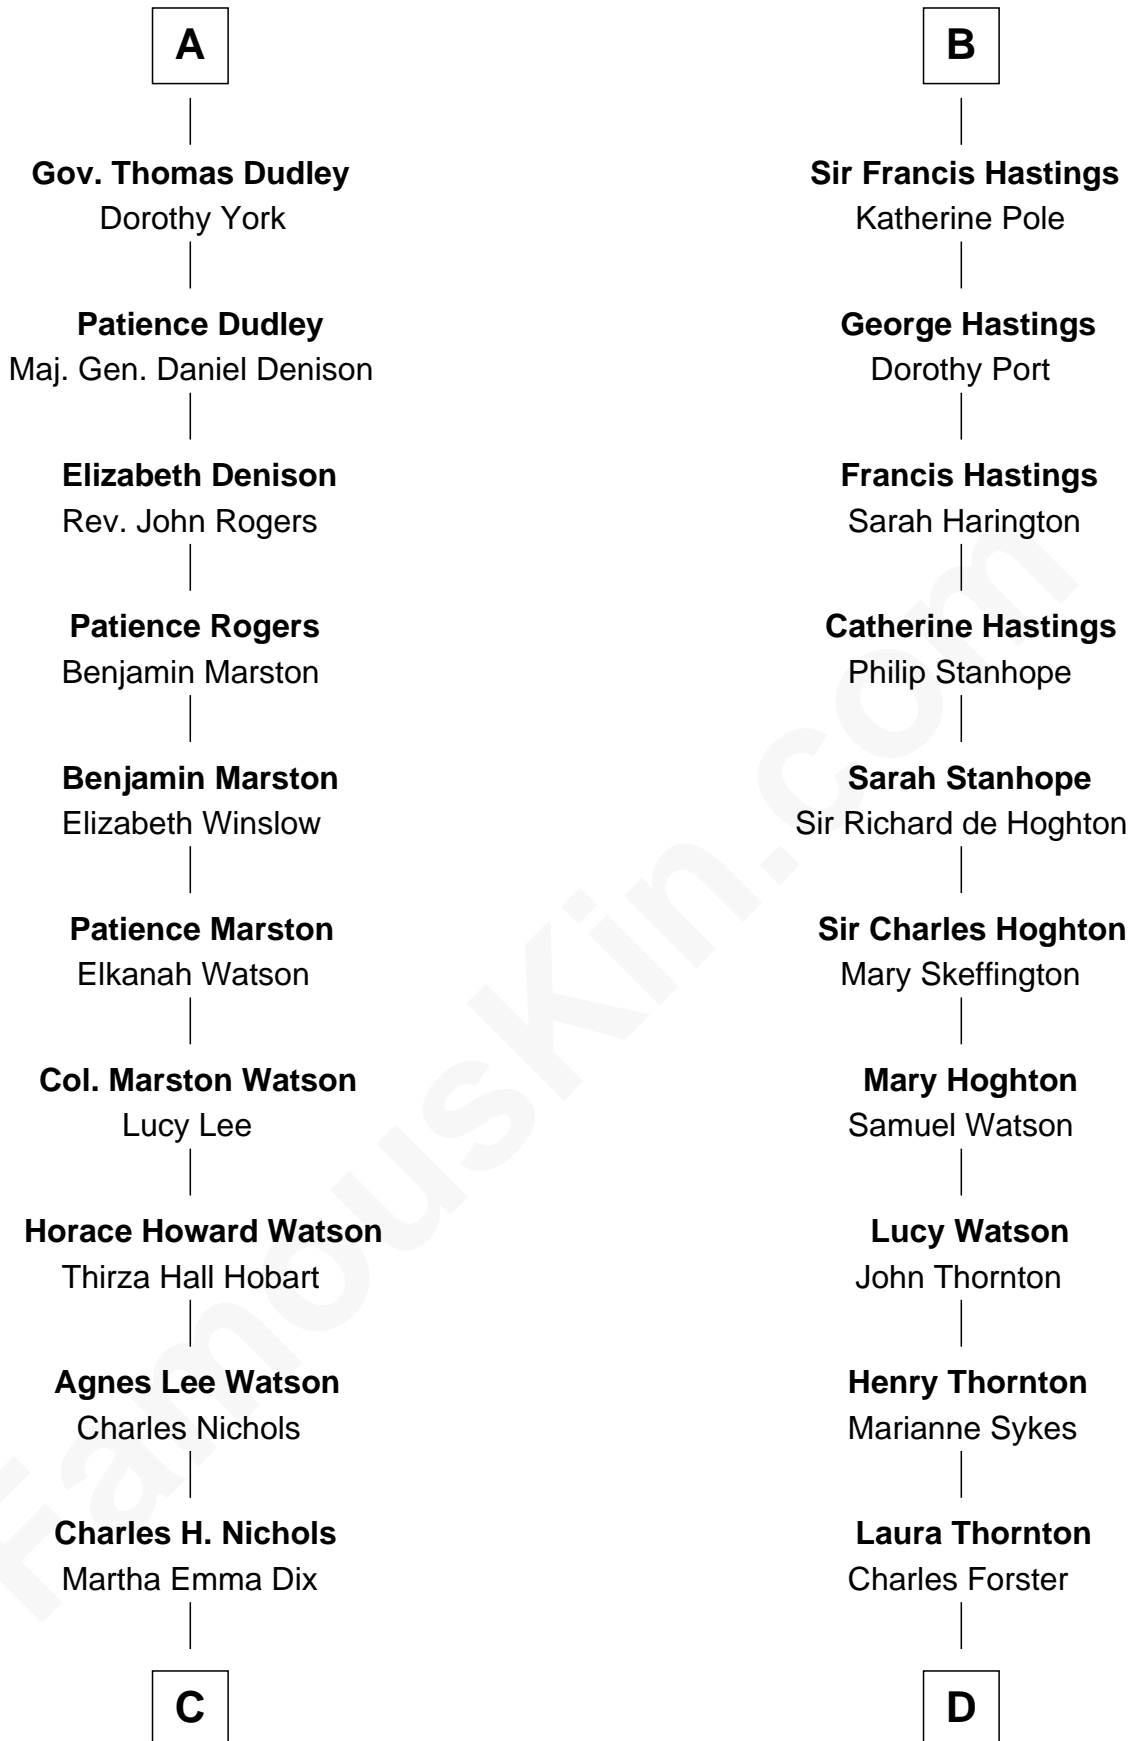 A
Gov. Thomas Dudley
Dorothy York
Patience Dudley
Maj. Gen. Daniel Denison
Elizabeth Denison
Rev. John Rogers
Patience Rogers
Benjamin Marston
Benjamin Marston
Elizabeth Winslow
Patience Marston
Elkanah Watson
Col. Marston Watson
Lucy Lee
Horace Howard Watson
Thirza Hall Hobart
Agnes Lee Watson
Charles Nichols
Charles H. Nichols
Martha Emma Dix
C
B
Sir Francis Hastings
Katherine Pole
George Hastings
Dorothy Port
Francis Hastings
Sarah Harington
Catherine Hastings
Philip Stanhope
Sarah Stanhope
Sir Richard de Hoghton
Sir Charles Hoghton
Mary Skeffington
Mary Hoghton
Samuel Watson
Lucy Watson
John Thornton
Henry Thornton
Marianne Sykes
Laura Thornton
Charles Forster
D
FamousKin.com